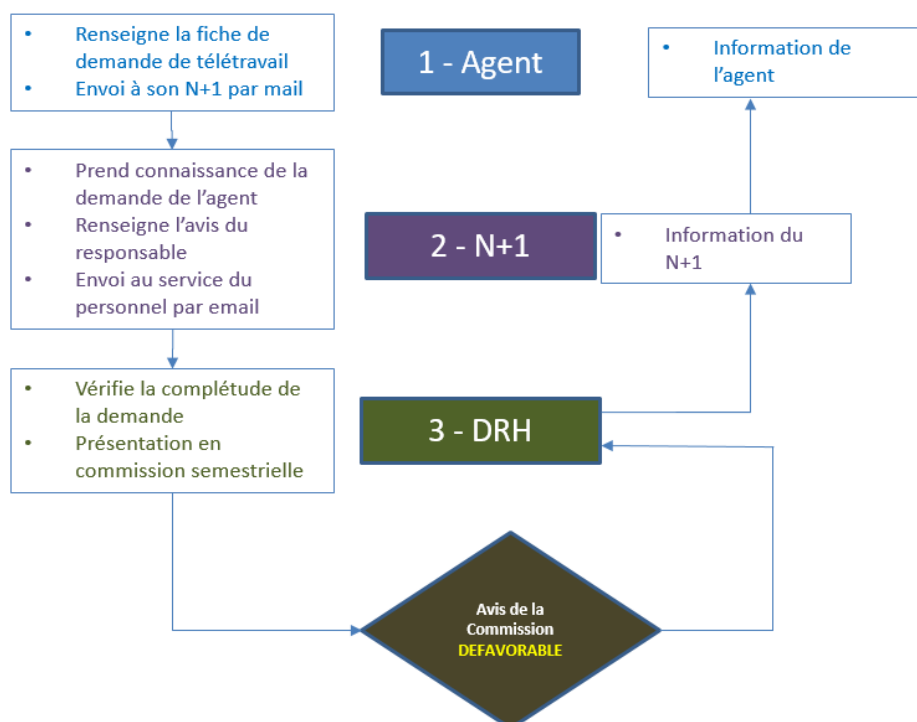 • Renseigne la fiche de
demande de télétravail
• Envoi à son N+1 par mail
1 - Agent
• Information de
l'agent
• Prend connaissance de la
demande de l'agent
• Renseigne l'avis du
responsable
• Envoi au service du
personnel par email
2 - N+1
• Information du
N+1
• Vérifie la complétude de
la demande
• Présentation en
commission semestrielle
3 - DRH
Avis de la
Commission
DEFAVORABLE